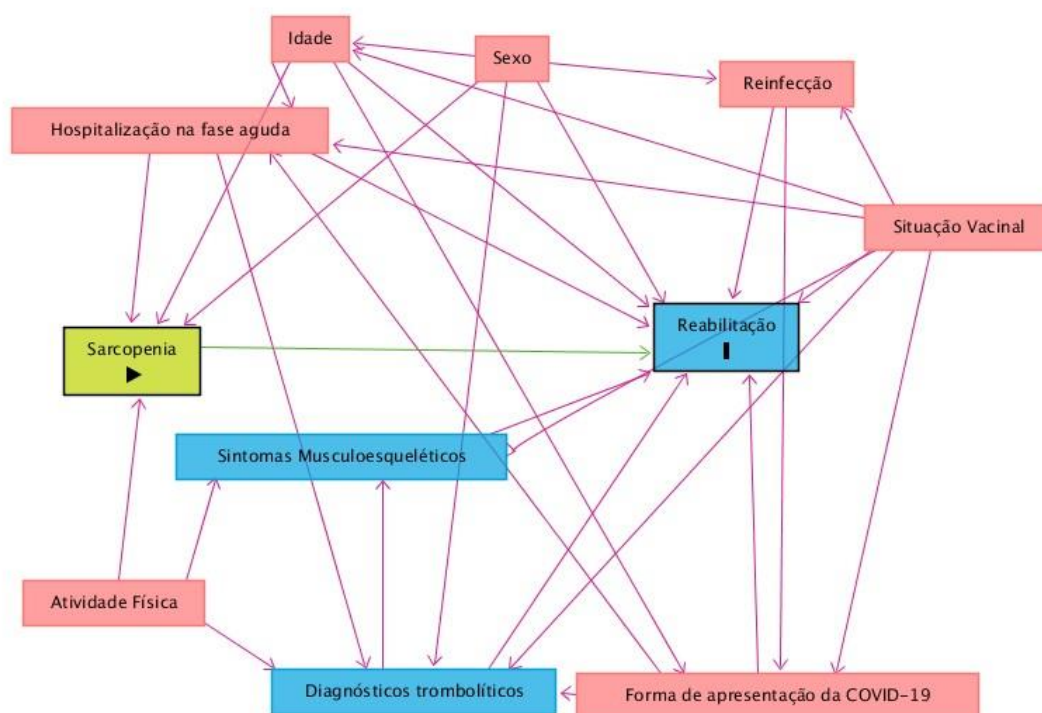 Idade
Sexo
Reinfecção
Hospitalização na fase aguda
Situação Vacinal
Reabilitação
Sarcopenia
Sintomas Musculoesqueléticos
Atividade Física
Diagnósticos trombolíticos
Forma de apresentação da COVID-19